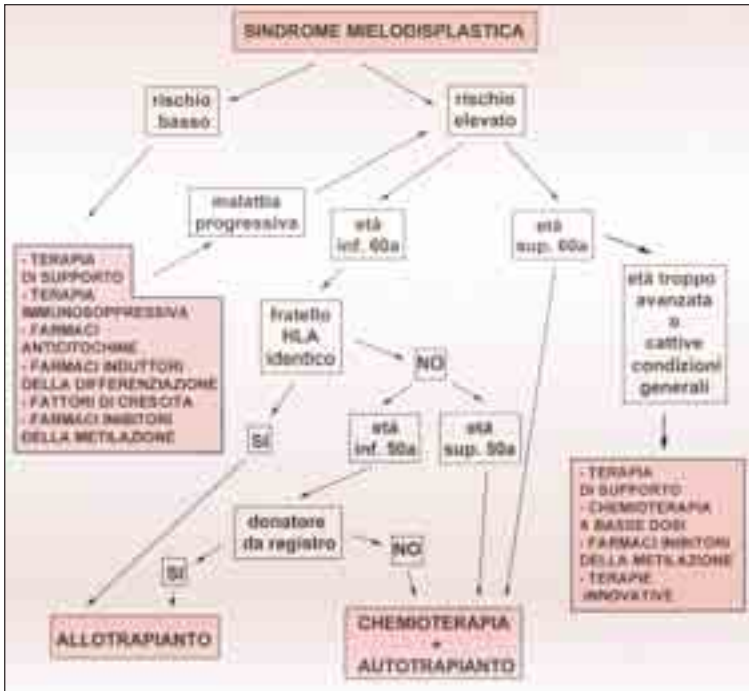 SINDROME MIELODISPLASTICA
rischio
basso
rischio
elevato
malattia
progressiva
età
inf. 60a
età
sup. 60a
- TERAPIA
DI SUPPORTO
- TERAPIA
IMMUNOSOPPRESSIVA
- FARMACI
ANTICITOCHINE
- FARMACI INDUTTORI
DELLA DIFFERENZIAZIONE
- FATTORI DI CRESCITA
- FARMACI INIBITORI
DELLA METILAZIONE
fratello
HLA
identico
età troppo
avanzata
o
cattive
condizioni
generali
NO
SI
età
inf. 50a
età
sup. 50a
donatore
da registro
SI
NO
- TERAPIA
DI SUPPORTO
- CHEMIOTERAPIA
A BASSE DOSI
- FARMACI INIBITORI
DELLA METILAZIONE
- TERAPIE
INNOVATIVE
ALLOTRAPIANTO
CHEMIOTERAPIA
+
AUTOTRAPIANTO